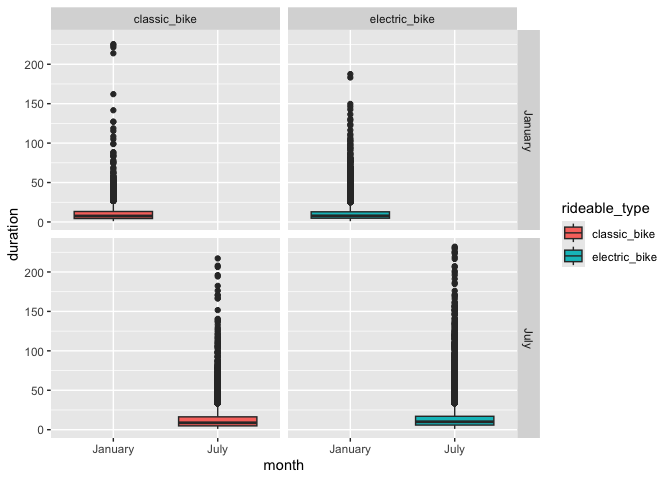 classic_bike
electric_bike
200
150
100
50
0
January
200
150
100
50
0
July
duration
January
July
January
July
month
rideable_type
classic_bike
electric_bike